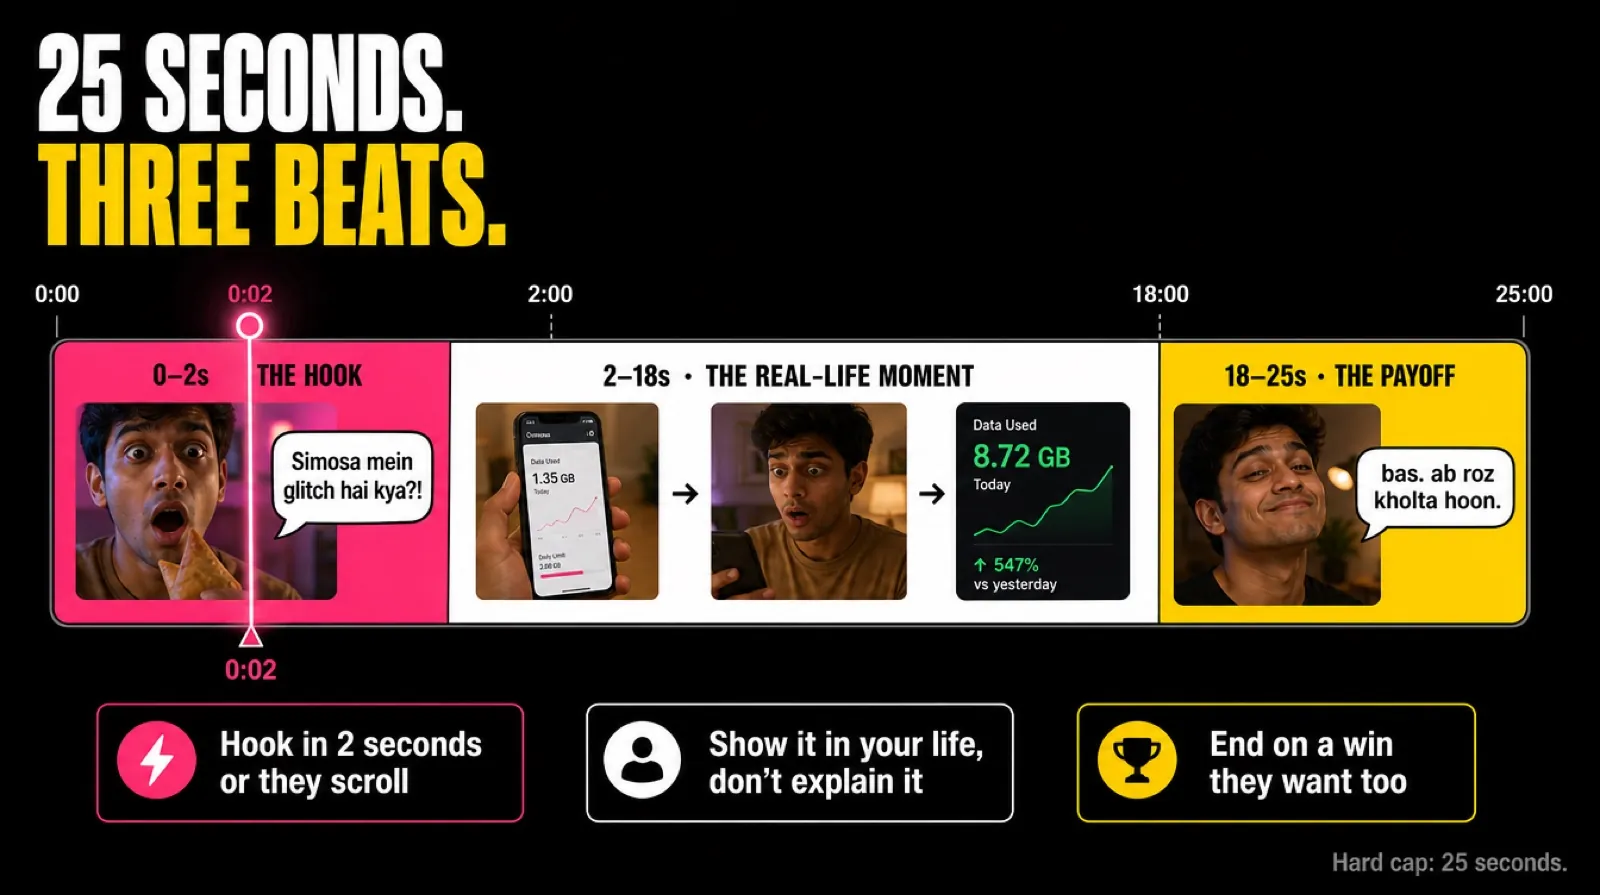 25 SECONDS.
THREE BEATS.
0:00
0:02
2:00
18:00
25:00
0–2s
THE HOOK
2–18s • THE REAL-LIFE MOMENT
18–25s • THE PAYOFF
Simosa mein
glitch hai kya?!
Data Used
1.35 GB
Today
Data Used
8.72 GB
Today
↑ 547%
vs yesterday
bas. ab roz
kholta hoon.
0:02
Hook in 2 seconds
or they scroll
Show it in your life,
don't explain it
End on a win
they want too
Hard cap: 25 seconds.